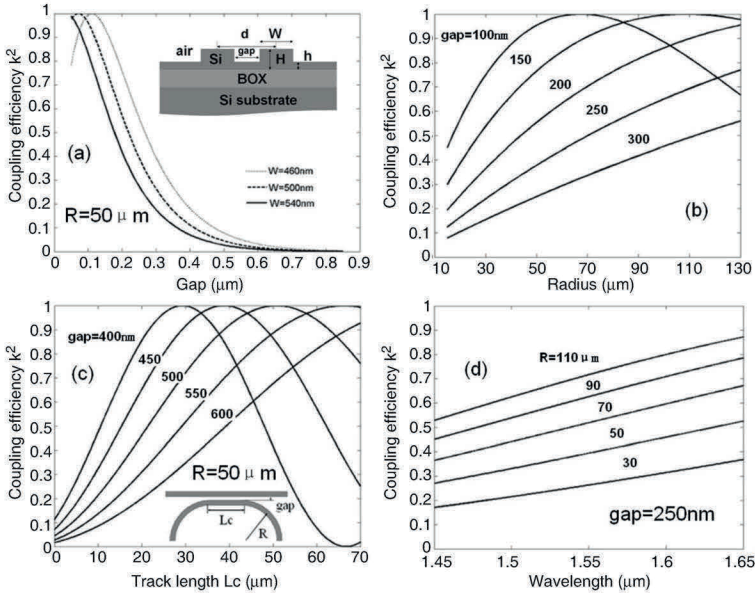 Coupling efficiency k²
1
0.9
0.8
0.7
0.6
0.5
0.4
0.3
0.2
0.1
0
air
d
W
gap
Si
H
h
BOX
Si substrate
(a)
W=460nm
W=500nm
W=540nm
R=50 μm
0
0.1
0.2
0.3
0.4
0.5
0.6
0.7
0.8
0.9
Gap (μm)
Coupling efficiency k²
1
0.9
0.8
0.7
0.6
0.5
0.4
0.3
0.2
0.1
0
gap=100nm
150
200
250
300
(b)
10
30
50
70
90
110
130
Radius (μm)
Coupling efficiency k²
1
0.9
0.8
0.7
0.6
0.5
0.4
0.3
0.2
0.1
0
gap=400nm
(c)
450
500
550
600
R=50 μm
gap
Lc
R
0
10
20
30
40
50
60
70
Track length Lc (μm)
Coupling efficiency k²
1
0.9
0.8
0.7
0.6
0.5
0.4
0.3
0.2
0.1
0
(d)
R=110 μm
90
70
50
30
gap=250nm
1.45
1.5
1.55
1.6
1.65
Wavelength (μm)